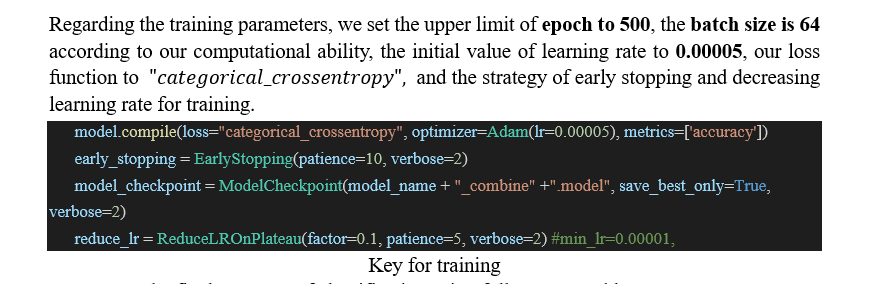 Regarding the training parameters, we set the upper limit of epoch to 500, the batch size is 64
according to our computational ability, the initial value of learning rate to 0.00005, our loss
function to "categorical_crossentropy", and the strategy of early stopping and decreasing
learning rate for training.
model.compile(loss="categorical_crossentropy", optimizer=Adam(lr=0.00005), metrics=['accuracy'])
early_stopping = EarlyStopping(patience=10, verbose=2)
model_checkpoint = ModelCheckpoint(model_name + "_combine" +".model", save_best_only=True,
verbose=2)
reduce_lr = ReduceLROnPlateau(factor=0.1, patience=5, verbose=2) #min_lr=0.00001,
Key for training